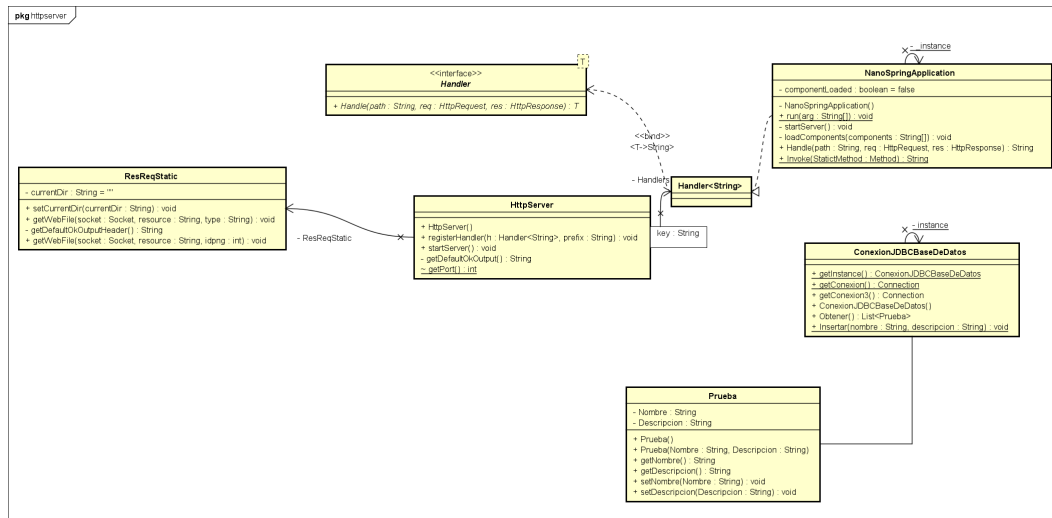 pkg httpserver
T
<<interface>>
Handler
+ Handle(path : String, req : HttpRequest, res : HttpResponse) : T
- _instance
NanoSpringApplication
- componentLoaded : boolean = false
- NanoSpringApplication()
+ run(arg : String[]) : void
- startServer() : void
- loadComponents(components : String[]) : void
+ Handle(path : String, req : HttpRequest, res : HttpResponse) : String
+ Invoke(StatictMethod : Method) : String
<<bind>>
<T->String>
ResReqStatic
- currentDir : String = ""
+ setCurrentDir(currentDir : String) : void
+ getWebFile(socket : Socket, resource : String, type : String) : void
- getDefaultOkOutputHeader() : String
+ getWebFile(socket : Socket, resource : String, idpng : int) : void
- ResReqStatic
- Handlers
Handler<String>
HttpServer
+ HttpServer()
+ registerHandler(h : Handler<String>, prefix : String) : void
+ startServer() : void
- getDefaultOkOutput() : String
~ getPort() : int
key : String
- instance
ConexionJDBCBaseDeDatos
+ getInstance() : ConexionJDBCBaseDeDatos
+ getConexion() : Connection
+ getConexion3() : Connection
+ ConexionJDBCBaseDeDatos()
+ Obtener() : List<Prueba>
+ Insertar(nombre : String, descripcion : String) : void
Prueba
- Nombre : String
- Descripcion : String
+ Prueba()
+ Prueba(Nombre : String, Descripcion : String)
+ getNombre() : String
+ getDescripcion() : String
+ setNombre(Nombre : String) : void
+ setDescripcion(Descripcion : String) : void